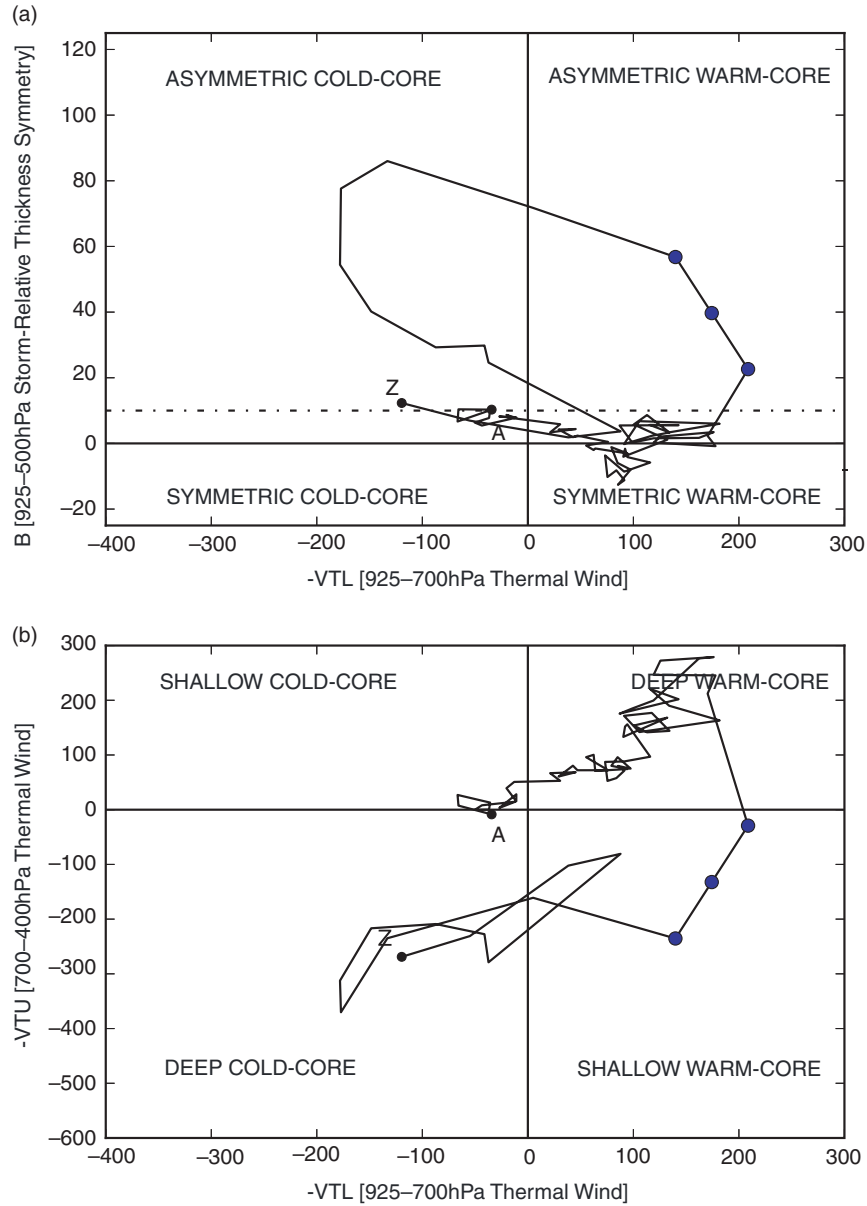 (a)
120
100
80
60
40
20
0
–20
B [925–500hPa Storm-Relative Thickness Symmetry]
ASYMMETRIC COLD-CORE
ASYMMETRIC WARM-CORE
Z
A
SYMMETRIC COLD-CORE
SYMMETRIC WARM-CORE
–400 –300 –200 –100 0 100 200 300
-VTL [925–700hPa Thermal Wind]
(b)
300
200
100
0
–100
–200
–300
–400
–500
–600
-VTU [700–400hPa Thermal Wind]
SHALLOW COLD-CORE
DEEP WARM-CORE
A
Z
DEEP COLD-CORE
SHALLOW WARM-CORE
–400 –300 –200 –100 0 100 200 300
-VTL [925–700hPa Thermal Wind]